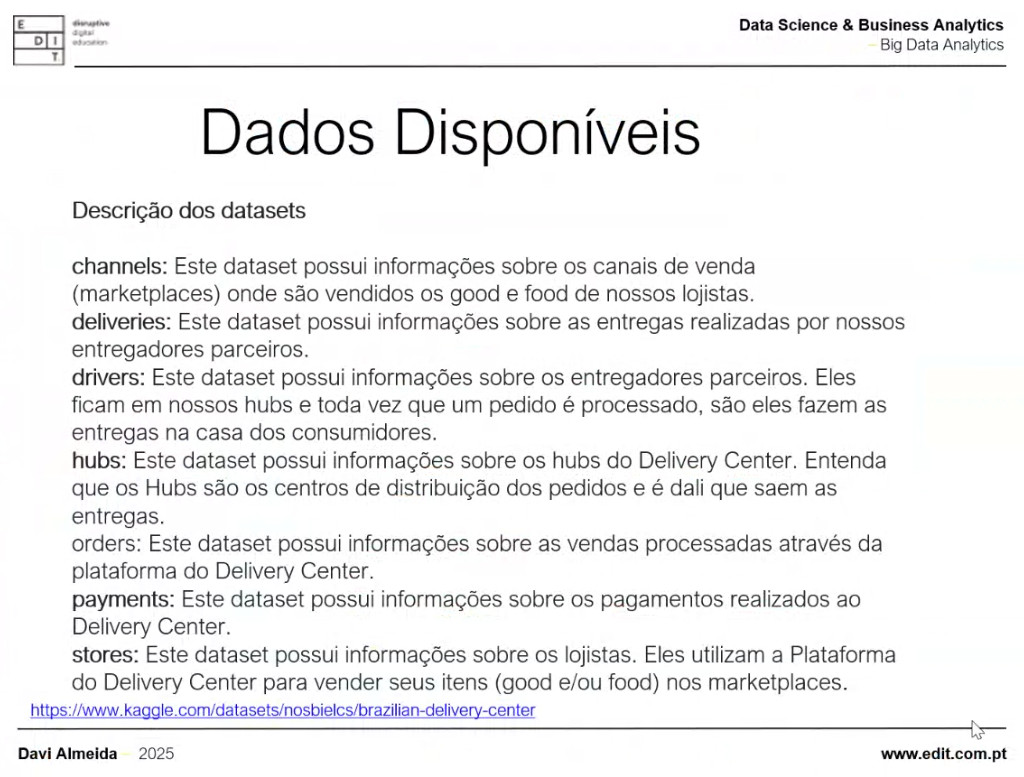 E
D I
T
disruptive
digital
education
Data Science & Business Analytics
– Big Data Analytics
Dados Disponíveis
Descrição dos datasets
channels: Este dataset possui informações sobre os canais de venda
(marketplaces) onde são vendidos os good e food de nossos lojistas.
deliveries: Este dataset possui informações sobre as entregas realizadas por nossos
entregadores parceiros.
drivers: Este dataset possui informações sobre os entregadores parceiros. Eles
ficam em nossos hubs e toda vez que um pedido é processado, são eles fazem as
entregas na casa dos consumidores.
hubs: Este dataset possui informações sobre os hubs do Delivery Center. Entenda
que os Hubs são os centros de distribuição dos pedidos e é dali que saem as
entregas.
orders: Este dataset possui informações sobre as vendas processadas através da
plataforma do Delivery Center.
payments: Este dataset possui informações sobre os pagamentos realizados ao
Delivery Center.
stores: Este dataset possui informações sobre os lojistas. Eles utilizam a Plataforma
do Delivery Center para vender seus itens (good e/ou food) nos marketplaces.
https://www.kaggle.com/datasets/nosbielcs/brazilian-delivery-center
Davi Almeida – 2025
www.edit.com.pt